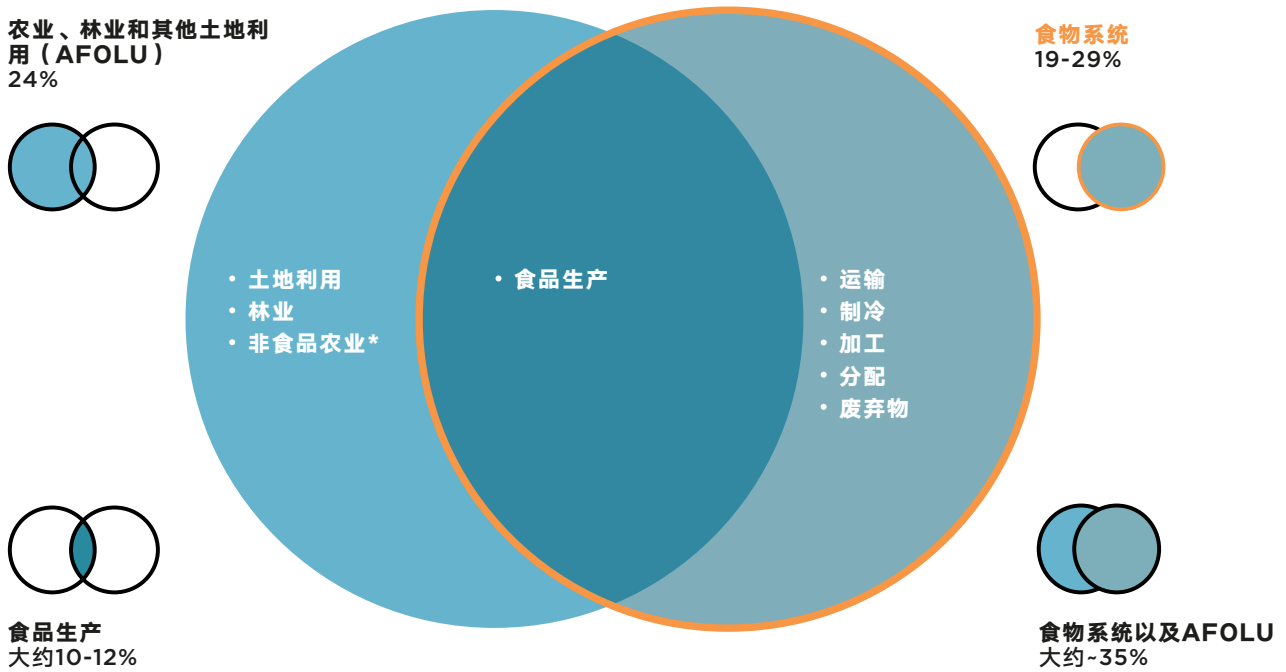 农业、林业和其他土地利
用（AFOLU）
24%
食物系统
19-29%
• 土地利用
• 林业
• 非食品农业*
• 食品生产
• 运输
• 制冷
• 加工
• 分配
• 废弃物
食品生产
大约10-12%
食物系统以及AFOLU
大约~35%